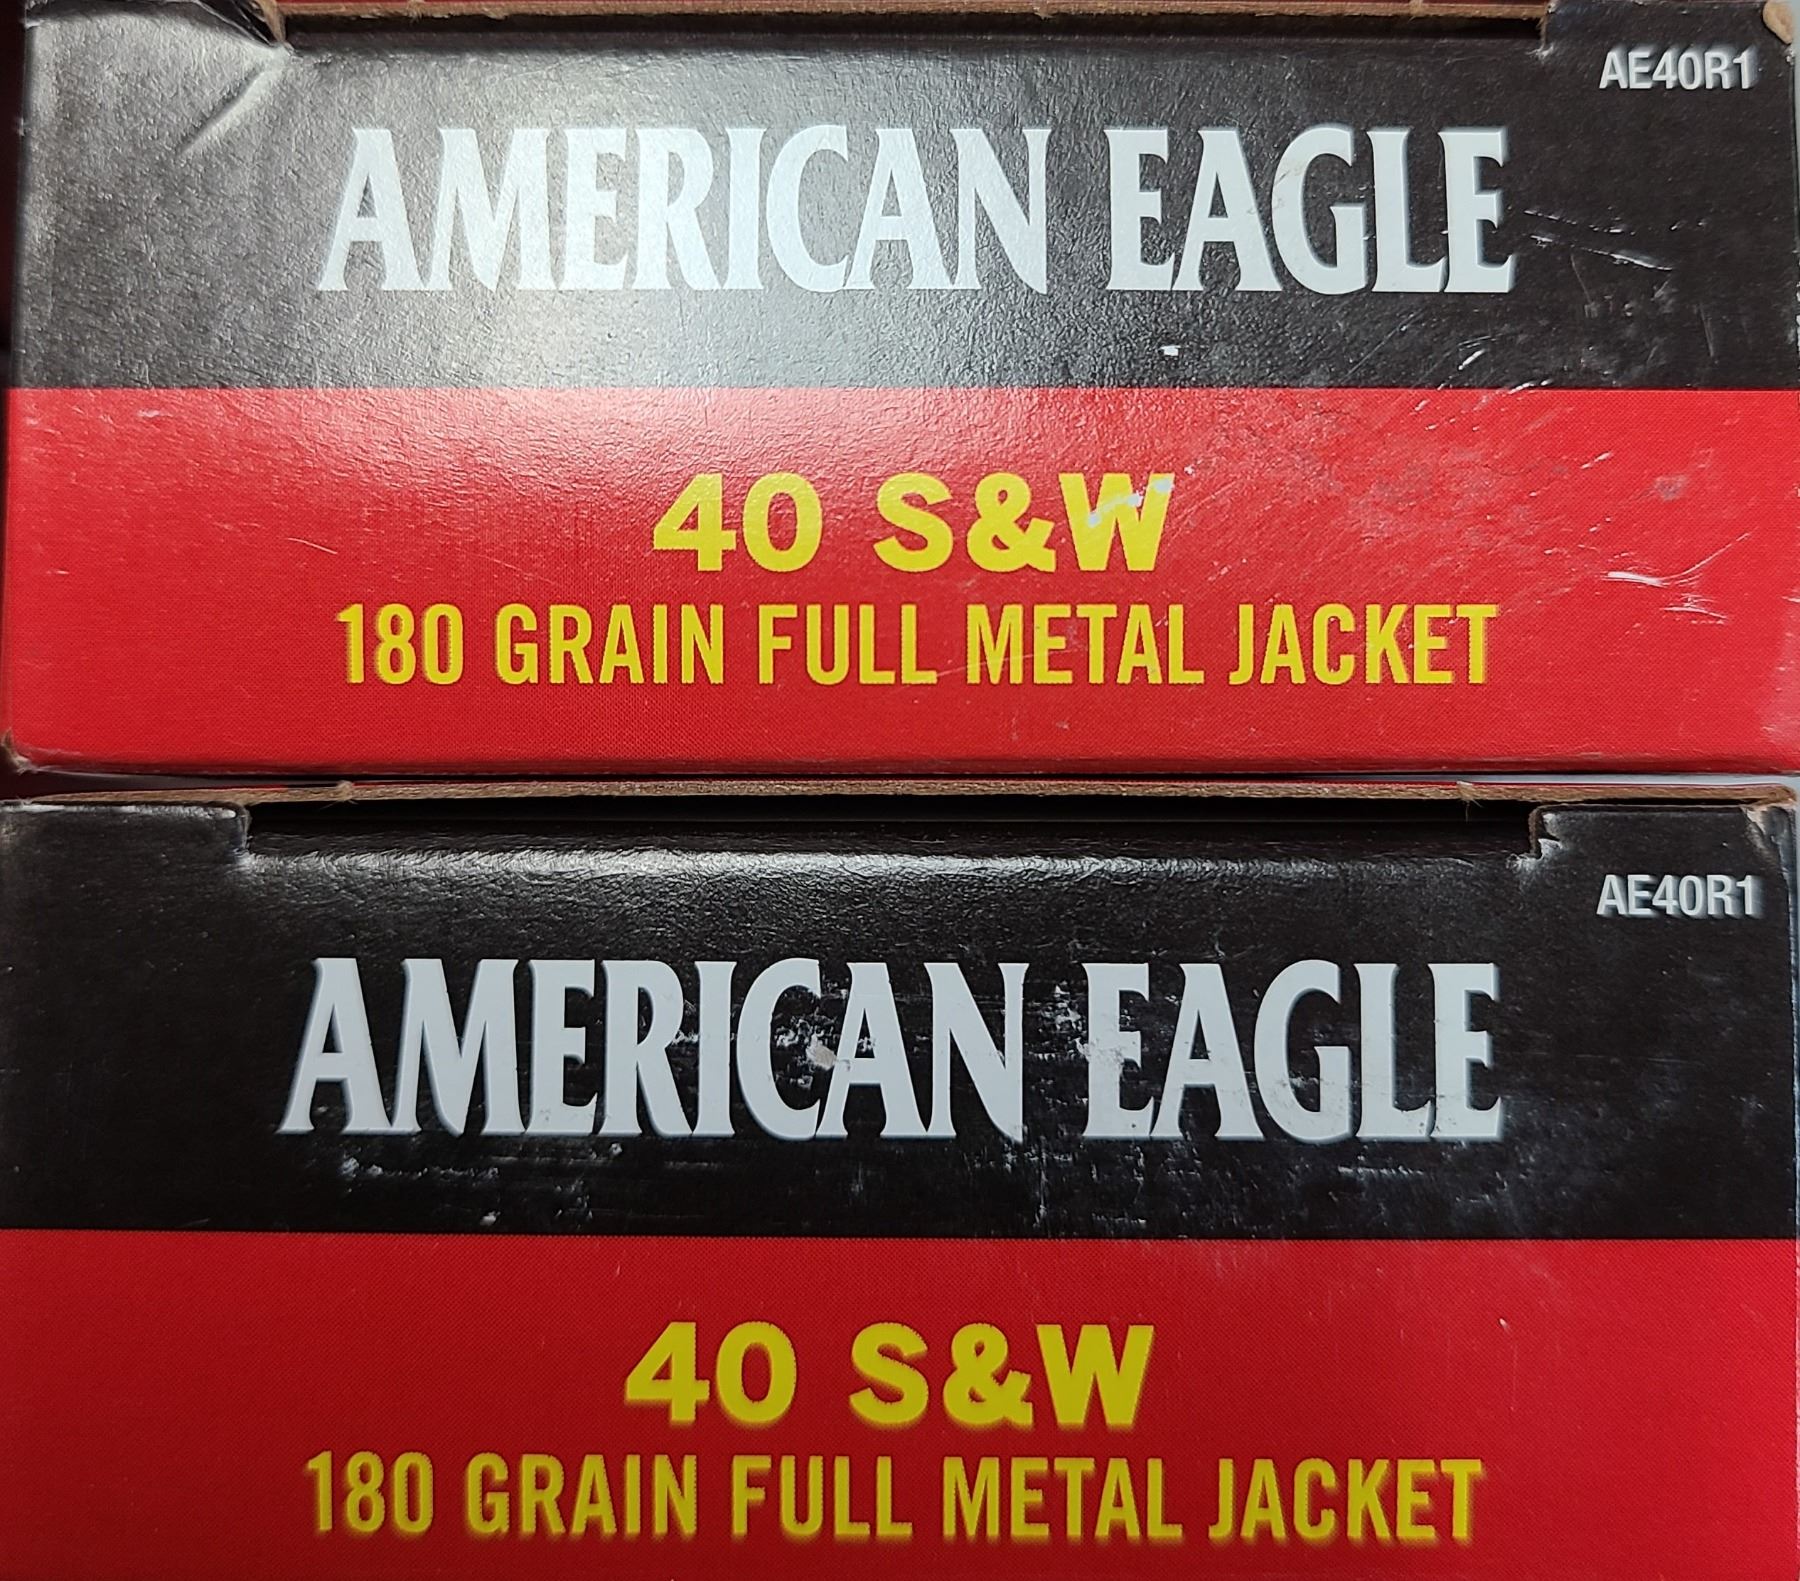 AE40R1
AMERICAN EAGLE
40 S&W
180 GRAIN FULL METAL JACKET
AE40R1
AMERICAN EAGLE
40 S&W
180 GRAIN FULL METAL JACKET